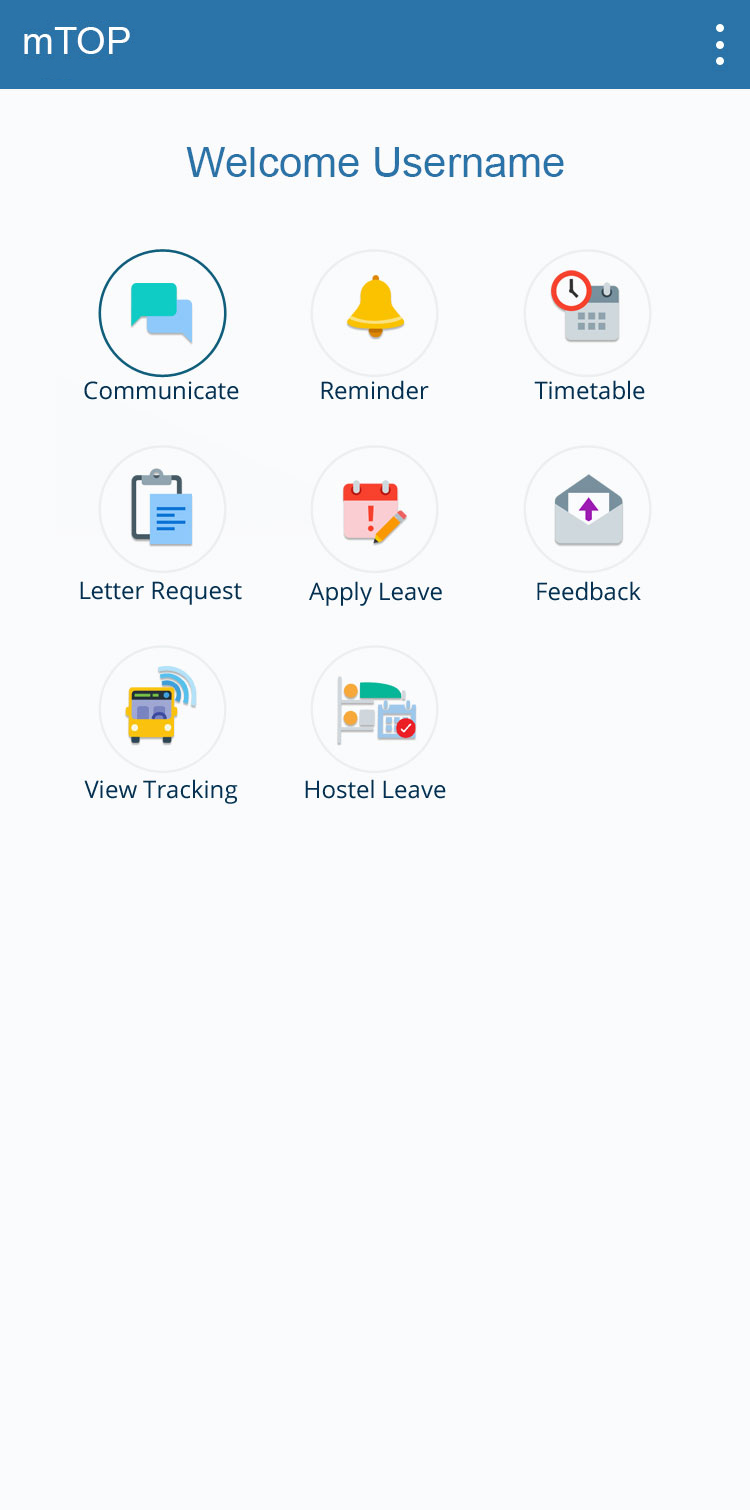 mTOP
Welcome Username
Communicate
Reminder
Timetable
Letter Request
Apply Leave
Feedback
View Tracking
Hostel Leave